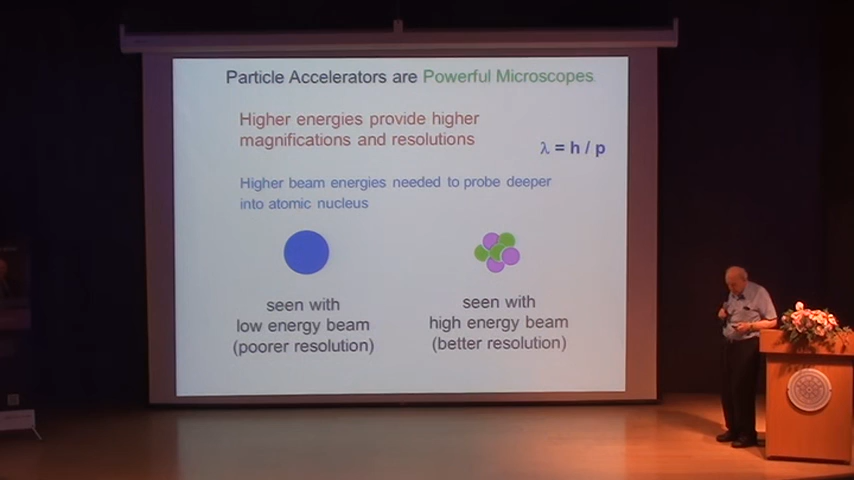 Particle Accelerators are Powerful Microscopes
Higher energies provide higher
magnifications and resolutions
λ = h / p
Higher beam energies needed to probe deeper
into atomic nucleus
seen with
low energy beam
(poorer resolution)
seen with
high energy beam
(better resolution)